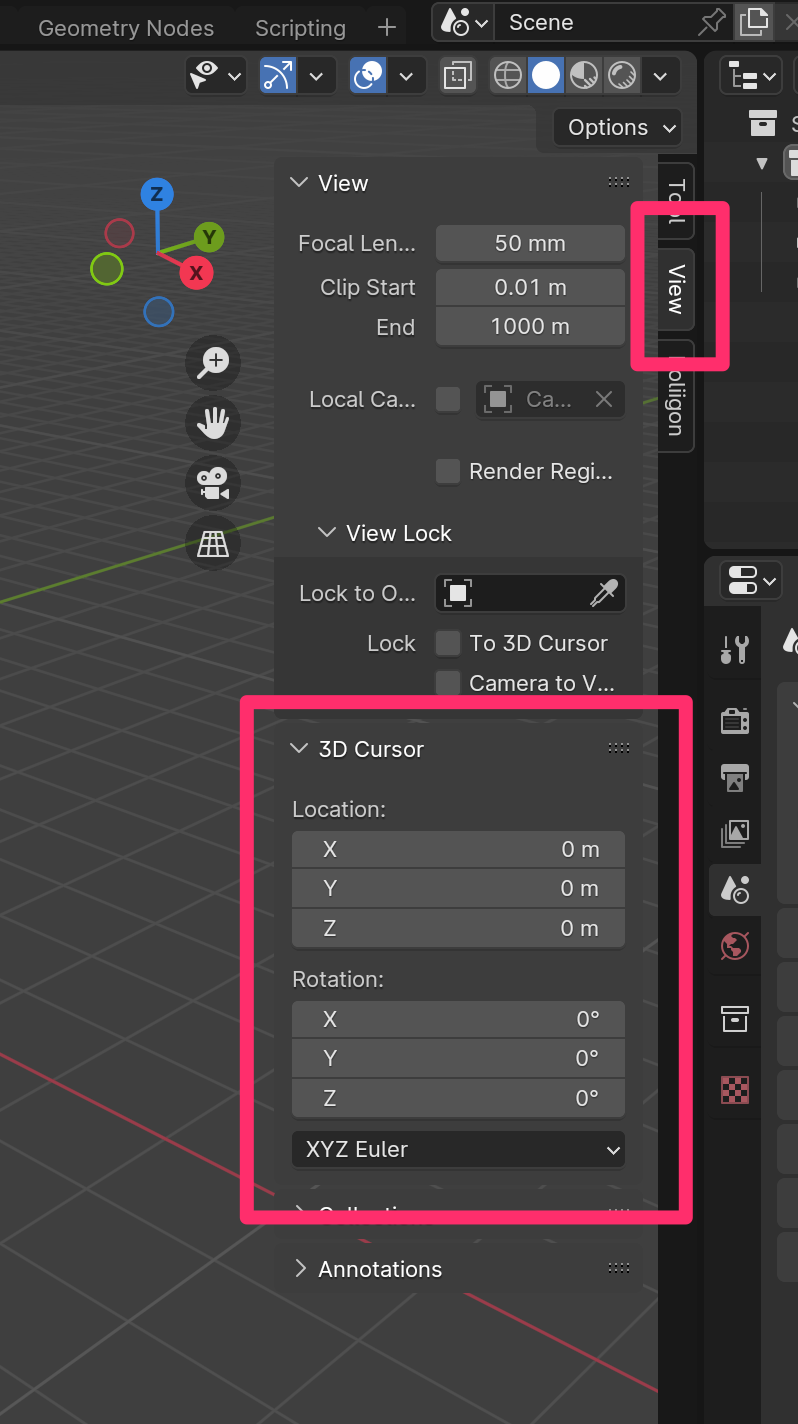 Geometry Nodes Scripting +
Scene
Options
Z
Y
X
View
Focal Len... 50 mm
Clip Start 0.01 m
End 1000 m
Local Ca... Ca...
Render Regi...
View Lock
Lock to O...
Lock To 3D Cursor
Camera to V...
3D Cursor
Location:
X 0 m
Y 0 m
Z 0 m
Rotation:
X 0°
Y 0°
Z 0°
XYZ Euler
Collections
Annotations
Tool
View
Poliigon